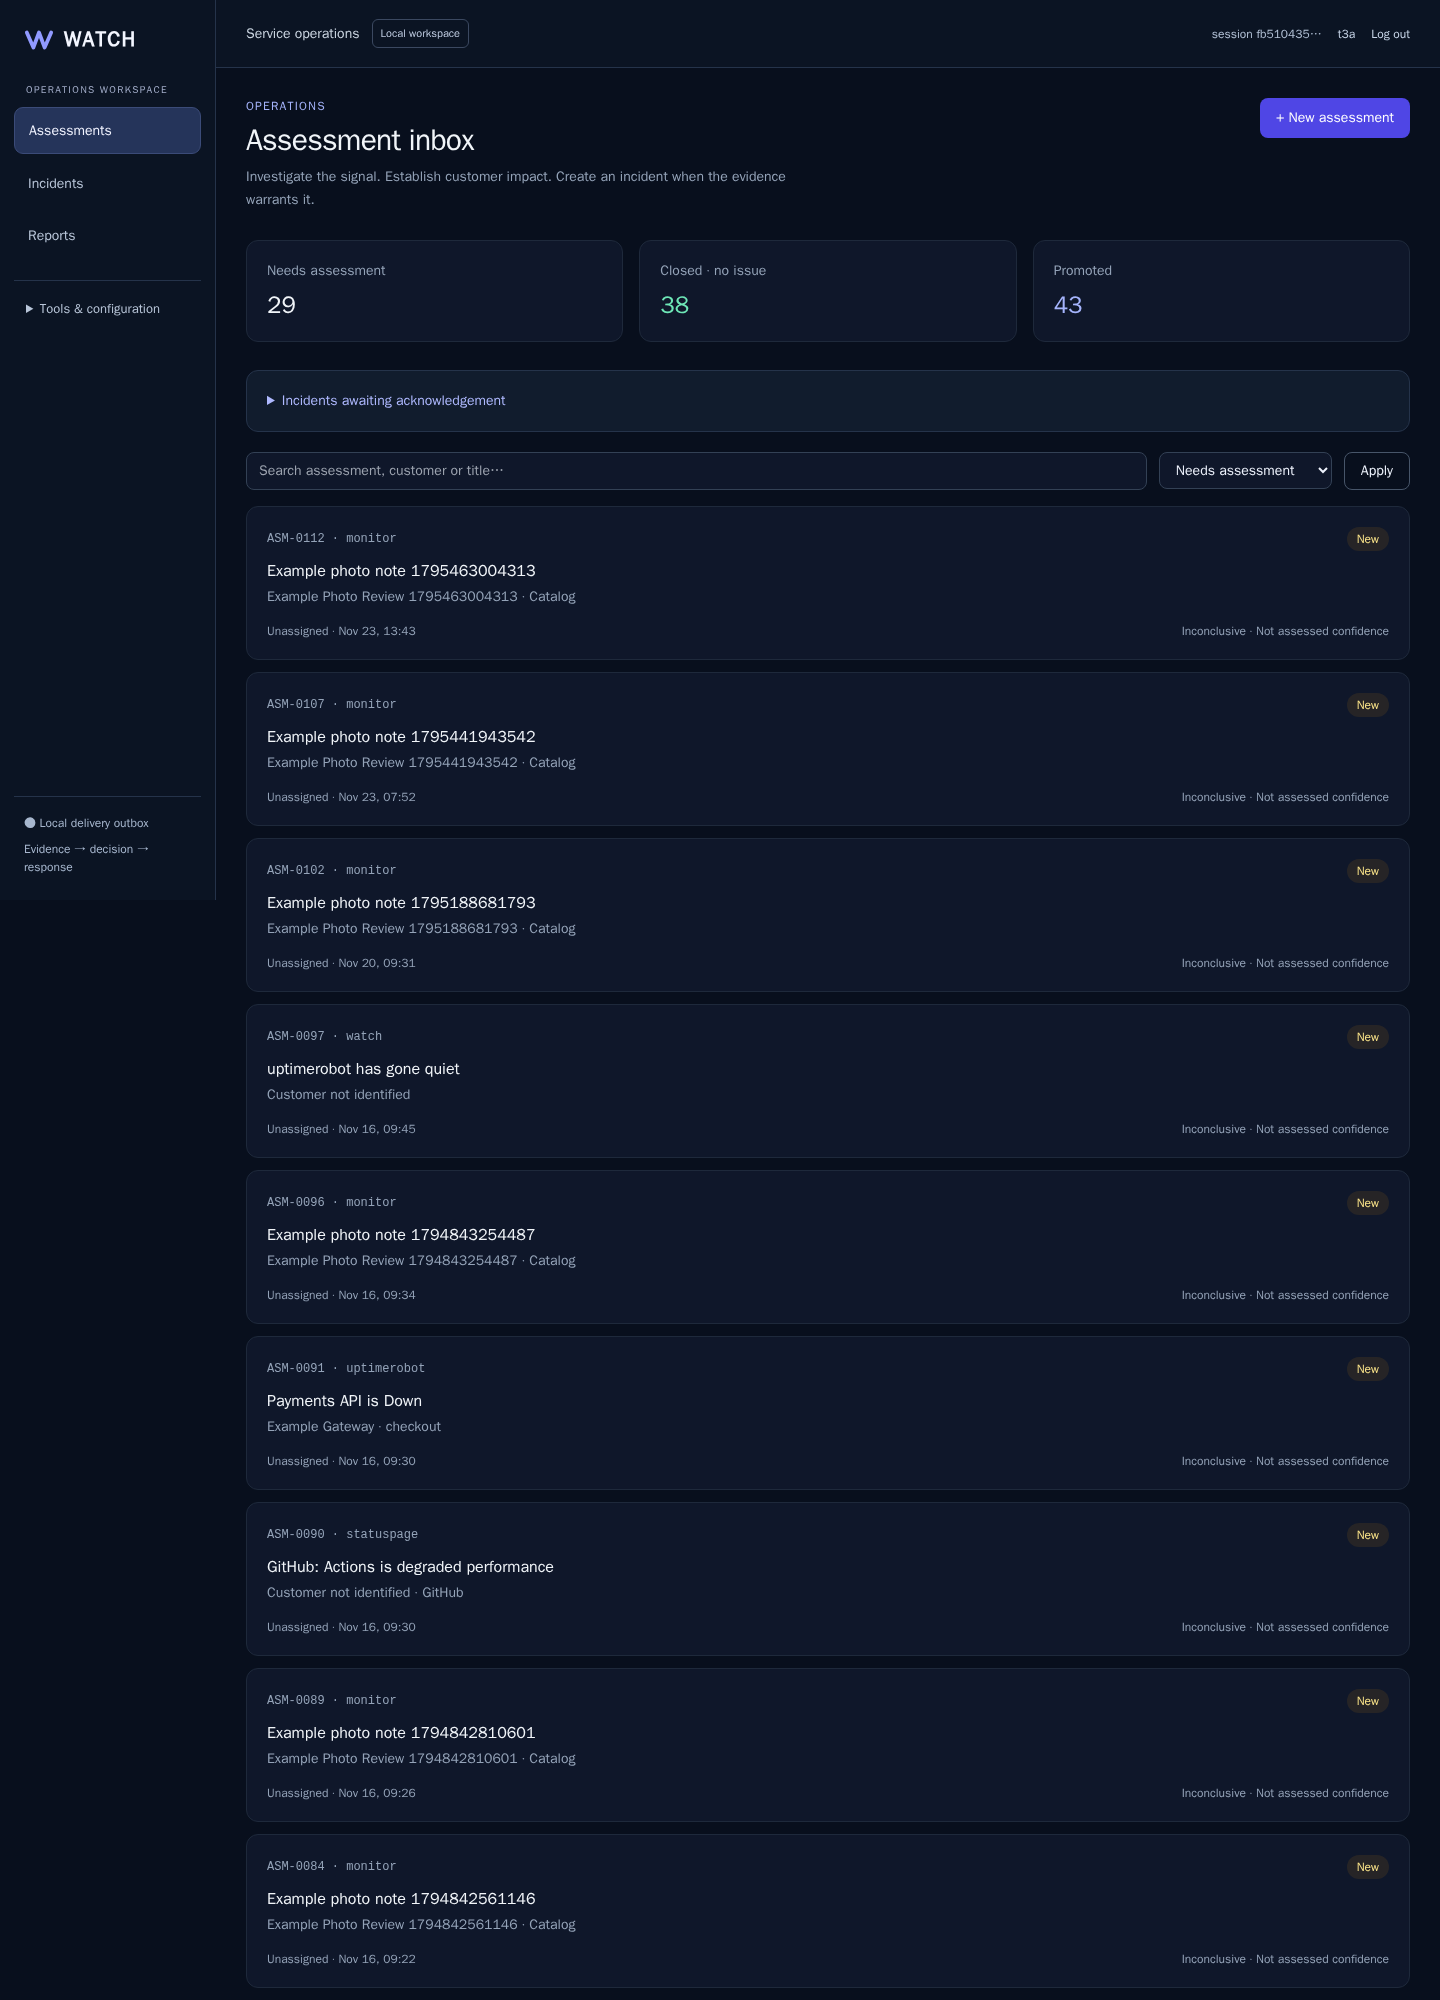 WATCH
OPERATIONS WORKSPACE
Assessments
Incidents
Reports
▶ Tools & configuration
Local delivery outbox
Evidence → decision →
response
Service operations
Local workspace
session fb510435…
t3a
Log out
OPERATIONS
Assessment inbox
Investigate the signal. Establish customer impact. Create an incident when the evidence
warrants it.
+ New assessment
Needs assessment
29
Closed · no issue
38
Promoted
43
▶ Incidents awaiting acknowledgement
Search assessment, customer or title…
Needs assessment
Apply
ASM-0112 · monitor
New
Example photo note 1795463004313
Example Photo Review 1795463004313 · Catalog
Unassigned · Nov 23, 13:43
Inconclusive · Not assessed confidence
ASM-0107 · monitor
New
Example photo note 1795441943542
Example Photo Review 1795441943542 · Catalog
Unassigned · Nov 23, 07:52
Inconclusive · Not assessed confidence
ASM-0102 · monitor
New
Example photo note 1795188681793
Example Photo Review 1795188681793 · Catalog
Unassigned · Nov 20, 09:31
Inconclusive · Not assessed confidence
ASM-0097 · watch
New
uptimerobot has gone quiet
Customer not identified
Unassigned · Nov 16, 09:45
Inconclusive · Not assessed confidence
ASM-0096 · monitor
New
Example photo note 1794843254487
Example Photo Review 1794843254487 · Catalog
Unassigned · Nov 16, 09:34
Inconclusive · Not assessed confidence
ASM-0091 · uptimerobot
New
Payments API is Down
Example Gateway · checkout
Unassigned · Nov 16, 09:30
Inconclusive · Not assessed confidence
ASM-0090 · statuspage
New
GitHub: Actions is degraded performance
Customer not identified · GitHub
Unassigned · Nov 16, 09:30
Inconclusive · Not assessed confidence
ASM-0089 · monitor
New
Example photo note 1794842810601
Example Photo Review 1794842810601 · Catalog
Unassigned · Nov 16, 09:26
Inconclusive · Not assessed confidence
ASM-0084 · monitor
New
Example photo note 1794842561146
Example Photo Review 1794842561146 · Catalog
Unassigned · Nov 16, 09:22
Inconclusive · Not assessed confidence